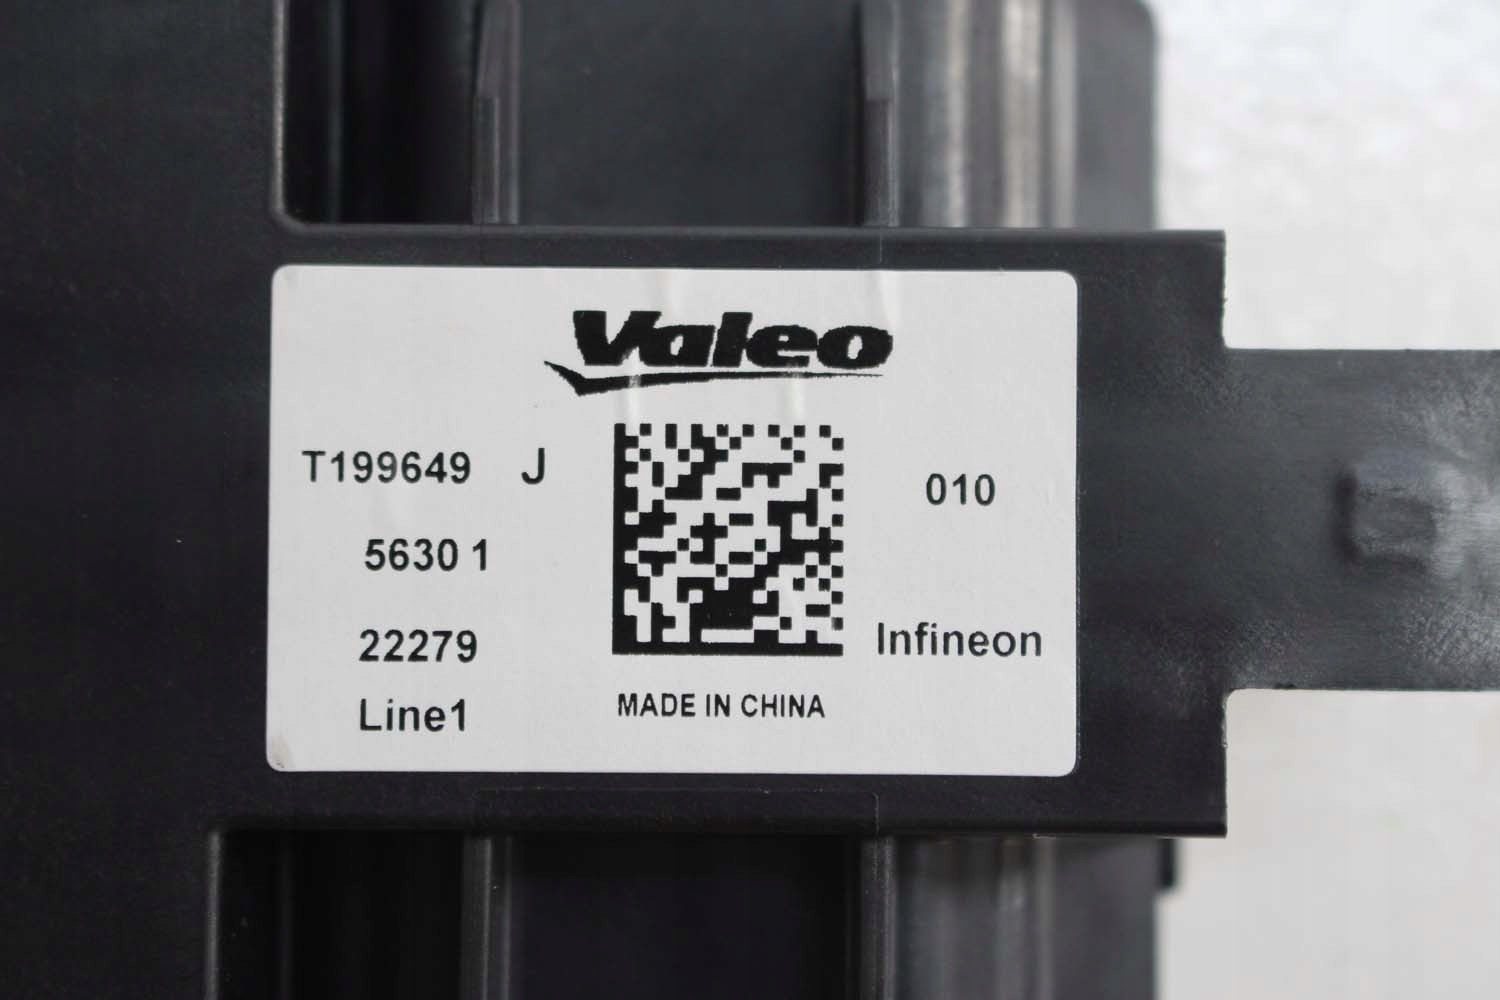 Valeo
T199649 J
010
5630 1
22279
Infineon
Line1
MADE IN CHINA